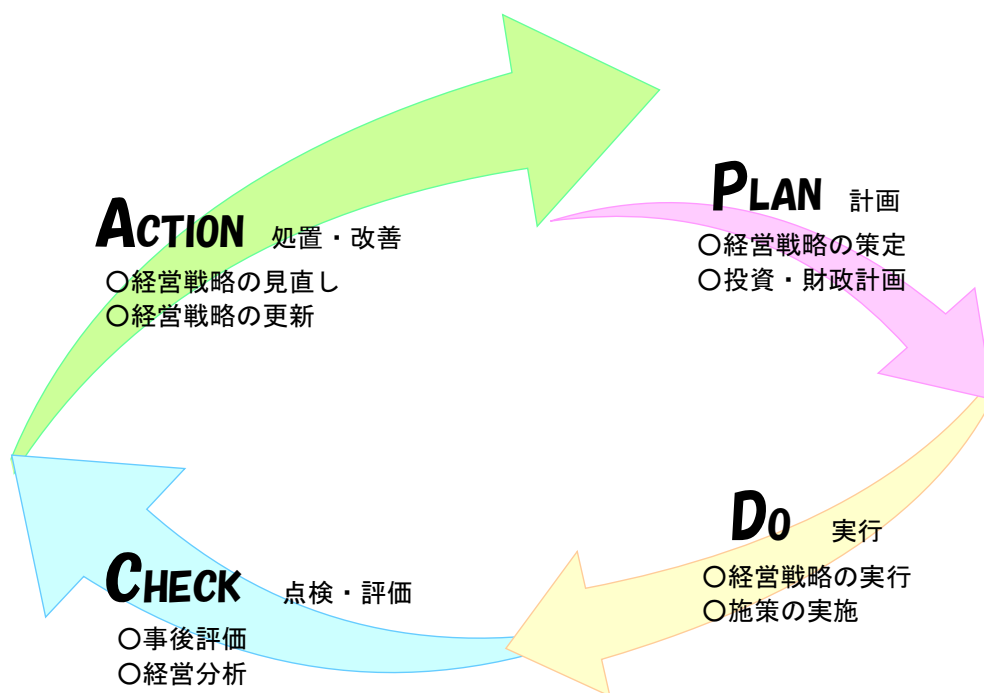 PLAN 計画
〇経営戦略の策定
〇投資・財政計画
DO 実行
〇経営戦略の実行
〇施策の実施
CHECK 点検・評価
〇事後評価
〇経営分析
ACTION 処置・改善
〇経営戦略の見直し
〇経営戦略の更新